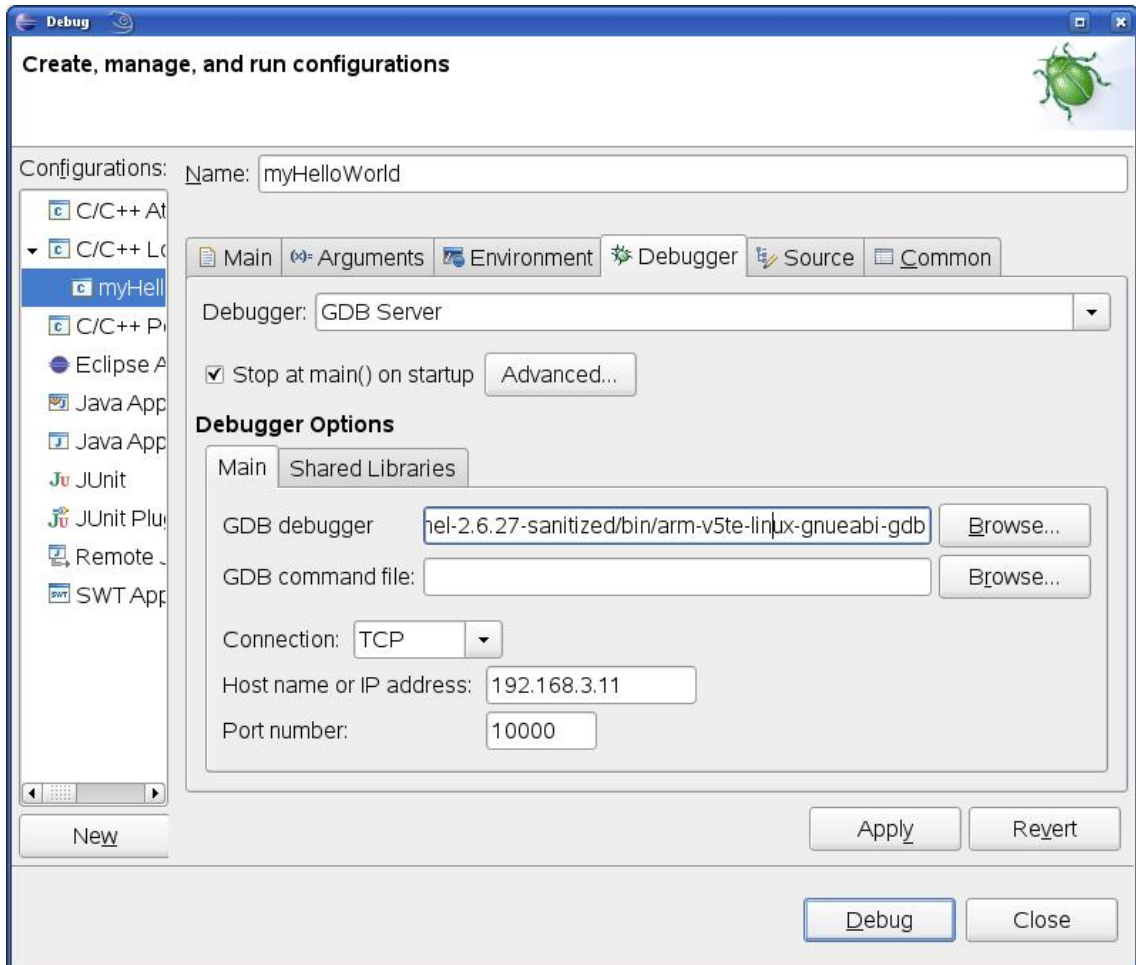 Debug
Create, manage, and run configurations
Configurations:
Name: myHelloWorld
C/C++ At
C/C++ Lo
myHell
C/C++ P
Eclipse A
Java App
Java App
JUnit
JUnit Plu
Remote J
SWT App
New
Main (x)= Arguments Environment Debugger Source Common
Debugger: GDB Server
Stop at main() on startup Advanced...
Debugger Options
Main Shared Libraries
GDB debugger nel-2.6.27-sanitized/bin/arm-v5te-linux-gnueabi-gdb Browse...
GDB command file: Browse...
Connection: TCP
Host name or IP address: 192.168.3.11
Port number: 10000
Apply Revert
Debug Close